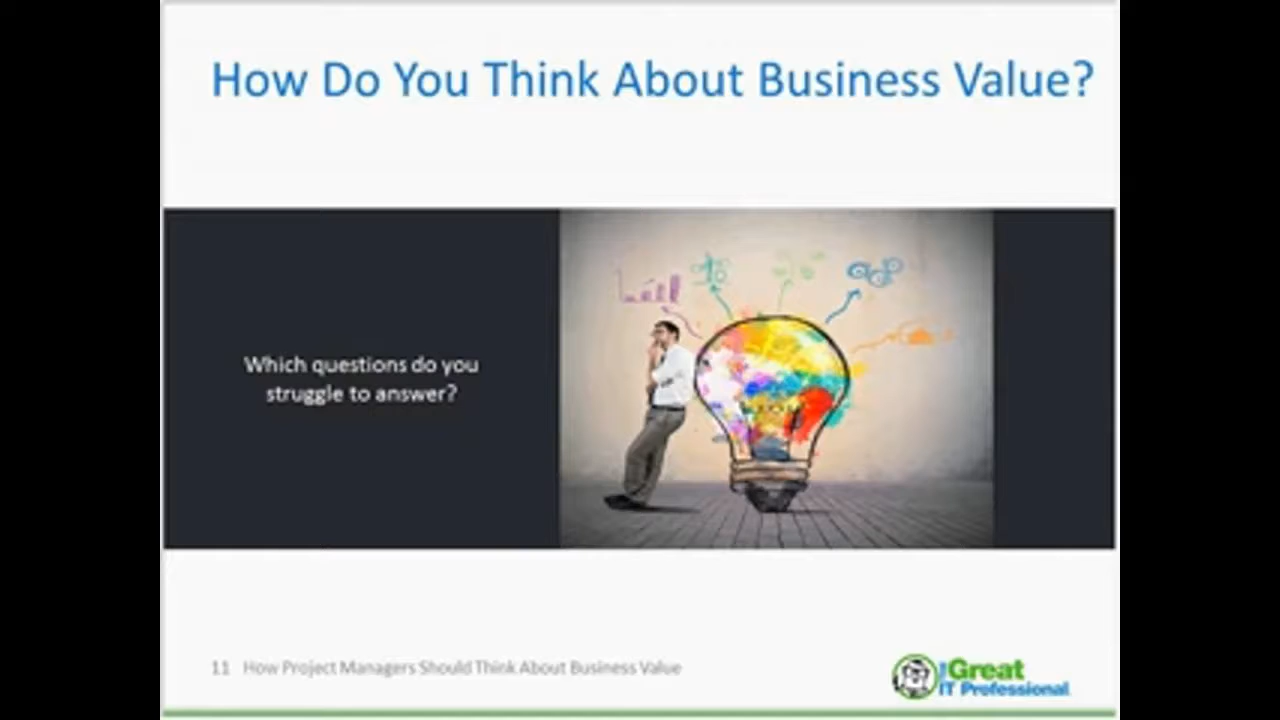 How Do You Think About Business Value?
Which questions do you
struggle to answer?
11 How Project Managers Should Think About Business Value
Great
IT Professional